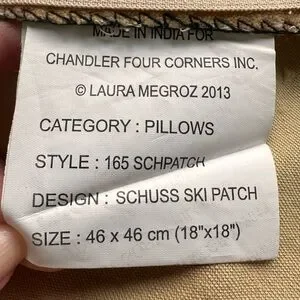 MADE IN INDIA FOR
CHANDLER FOUR CORNERS INC.
© LAURA MEGROZ 2013
CATEGORY : PILLOWS
STYLE : 165 SCHPATCH
DESIGN : SCHUSS SKI PATCH
SIZE : 46 x 46 cm (18"x18")